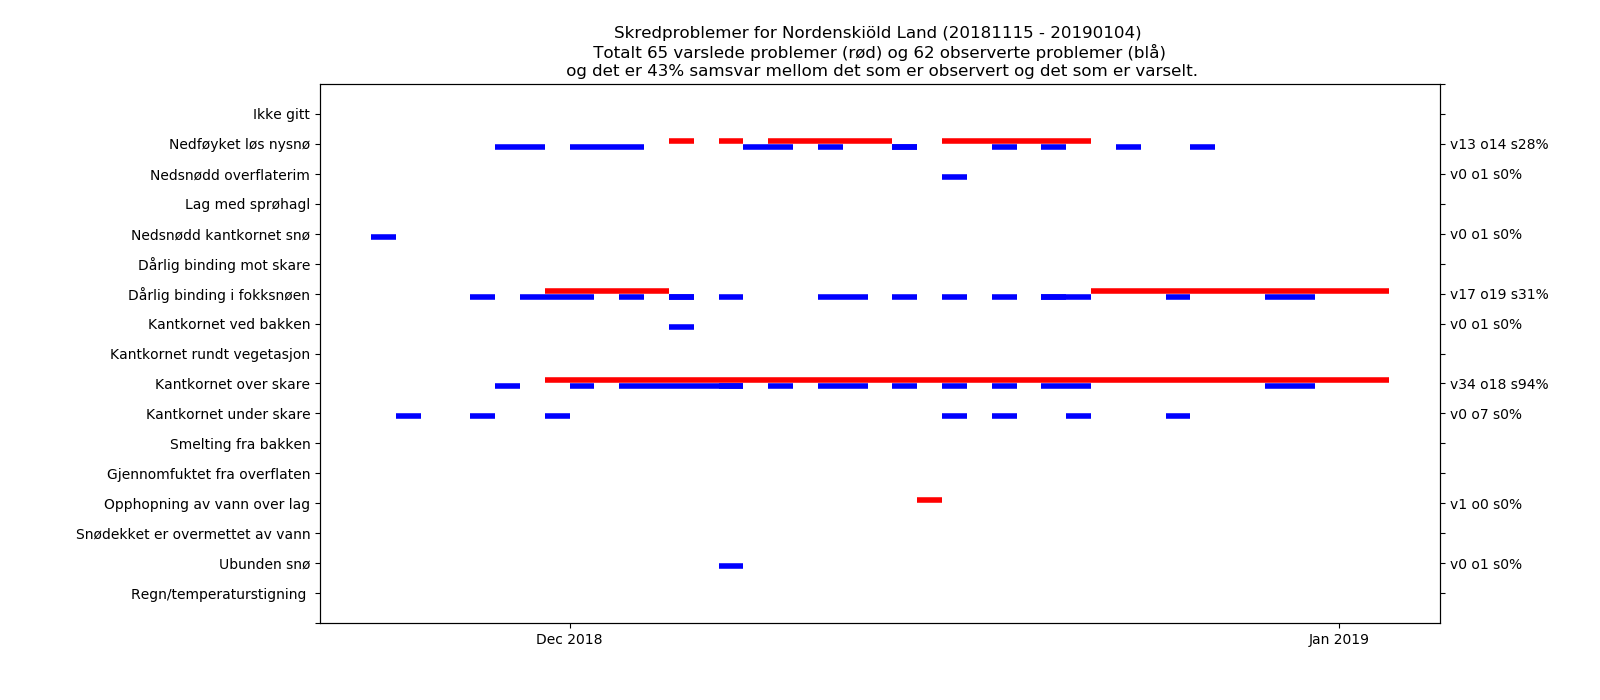 Skredproblemer for Nordenskiöld Land (20181115 - 20190104)
Totalt 65 varslede problemer (rød) og 62 observerte problemer (blå)
og det er 43% samsvar mellom det som er observert og det som er varselt.
Ikke gitt
Nedføyket løs nysnø v13 o14 s28%
Nedsnødd overflaterim v0 o1 s0%
Lag med sprøhagl
Nedsnødd kantkornet snø v0 o1 s0%
Dårlig binding mot skare
Dårlig binding i fokksnøen v17 o19 s31%
Kantkornet ved bakken v0 o1 s0%
Kantkornet rundt vegetasjon
Kantkornet over skare v34 o18 s94%
Kantkornet under skare v0 o7 s0%
Smelting fra bakken
Gjennomfuktet fra overflaten
Opphopning av vann over lag v1 o0 s0%
Snødekket er overmettet av vann
Ubunden snø v0 o1 s0%
Regn/temperaturstigning
Dec 2018 Jan 2019